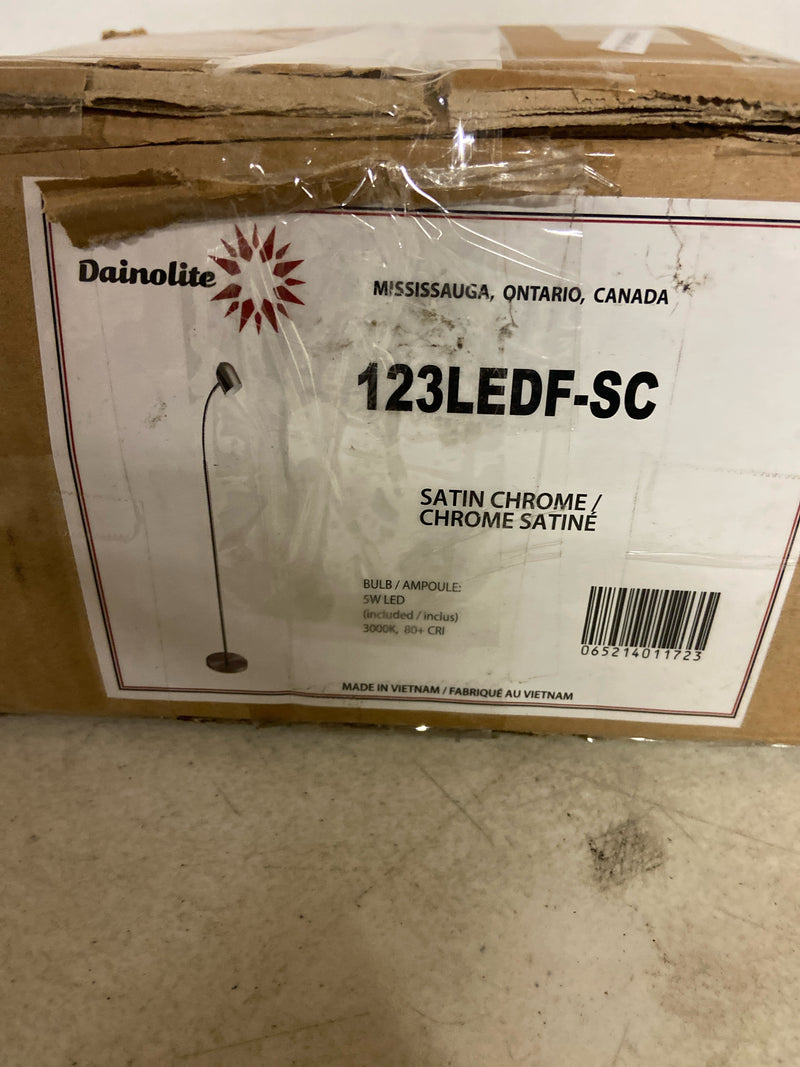 Dainolite
MISSISSAUGA, ONTARIO, CANADA
123LEDF-SC
SATIN CHROME /
CHROME SATINÉ
BULB / AMPOULE:
5W LED
(included / inclus)
3000K, 80+ CRI
065214011723
MADE IN VIETNAM / FABRIQUÉ AU VIETNAM